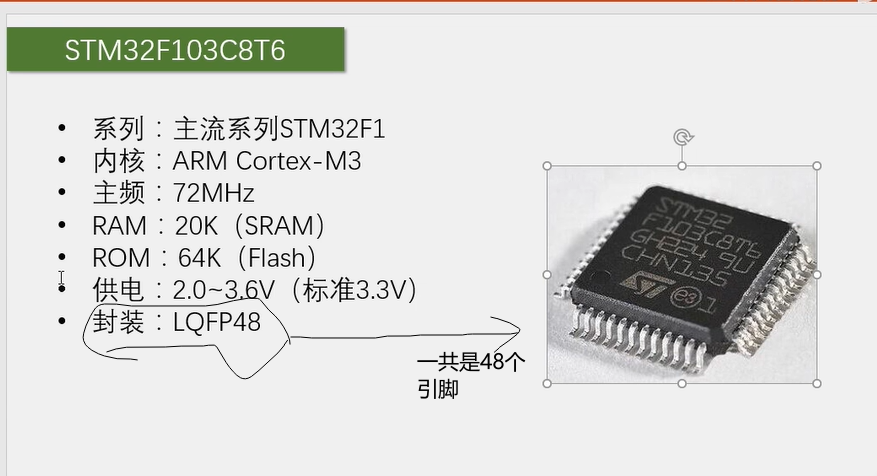 STM32F103C8T6
• 系列：主流系列STM32F1
• 内核：ARM Cortex-M3
• 主频：72MHz
• RAM：20K（SRAM）
• ROM：64K（Flash）
• 供电：2.0~3.6V（标准3.3V）
• 封装：LQFP48
一共是48个
引脚
STM32
F103C8T6
GH224 9U
CHN135
ST e3 1